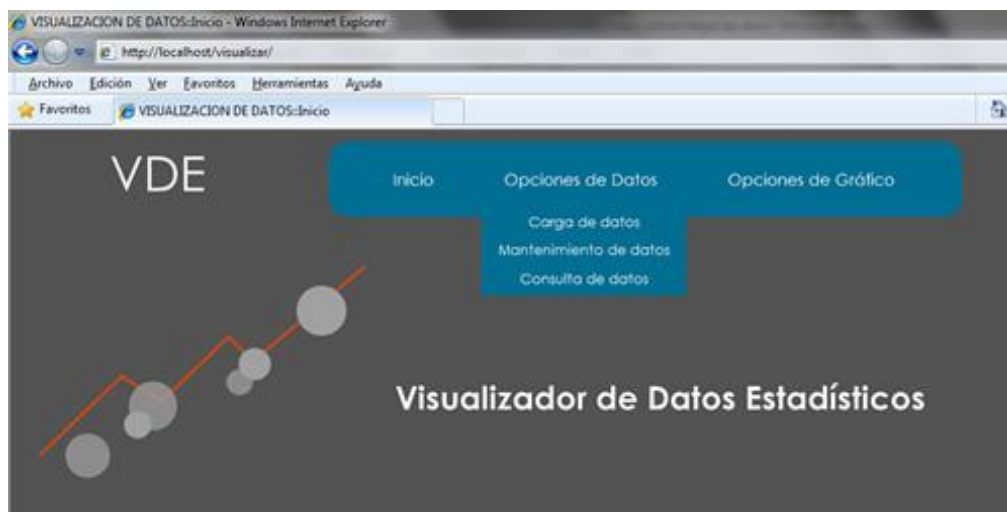 VISUALIZACION DE DATOS::Inicio - Windows Internet Explorer
http://localhost/visualizar/
Archivo Edición Ver Favoritos Herramientas Ayuda
Favoritos VISUALIZACION DE DATOS::Inicio
VDE
Inicio Opciones de Datos Opciones de Gráfico
Carga de datos
Mantenimiento de datos
Consulta de datos
Visualizador de Datos Estadísticos